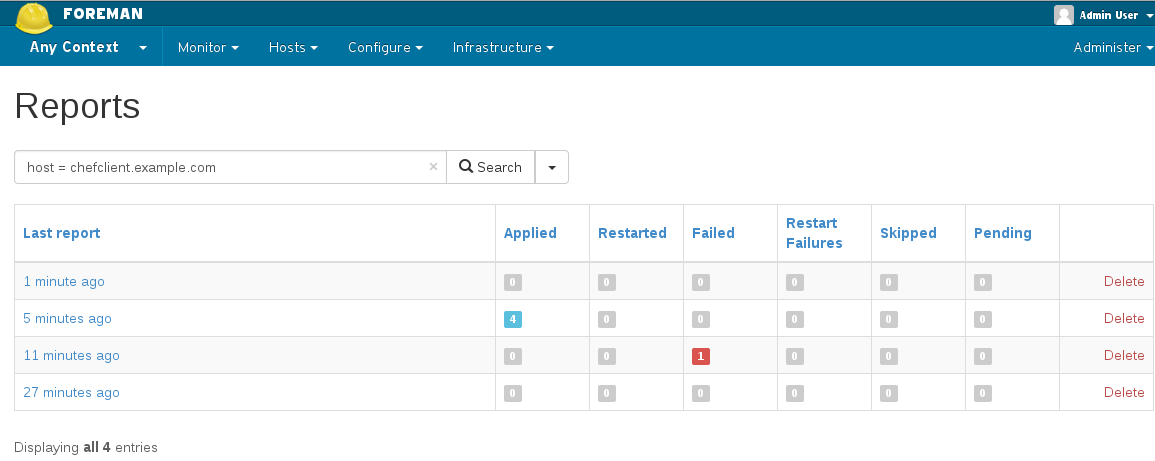 FOREMAN Admin User
Any Context Monitor Hosts Configure Infrastructure Administer
Reports
host = chefclient.example.com × Search
Last report Applied Restarted Failed Restart Failures Skipped Pending
1 minute ago 0 0 0 0 0 0 Delete
5 minutes ago 4 0 0 0 0 0 Delete
11 minutes ago 0 0 1 0 0 0 Delete
27 minutes ago 0 0 0 0 0 0 Delete
Displaying all 4 entries